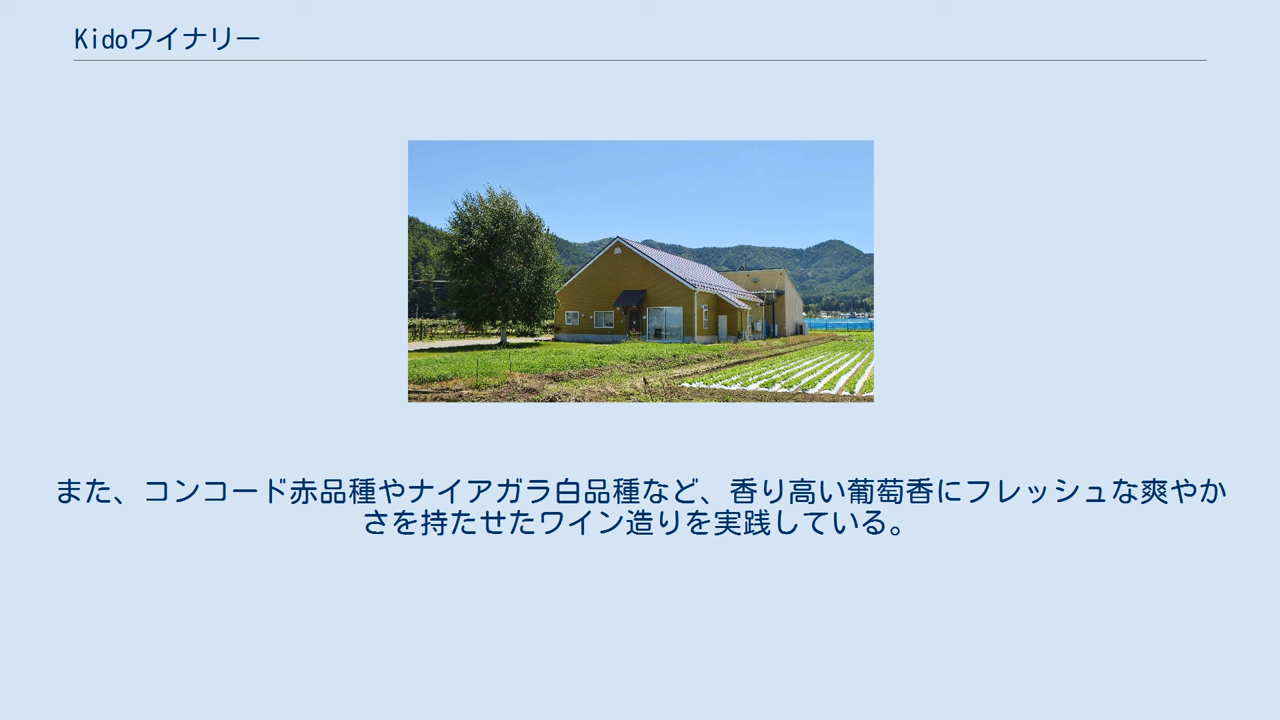 Kidoワイナリー
また、コンコード赤品種やナイアガラ白品種など、香り高い葡萄香にフレッシュな爽やか
さを持たせたワイン造りを実践している。